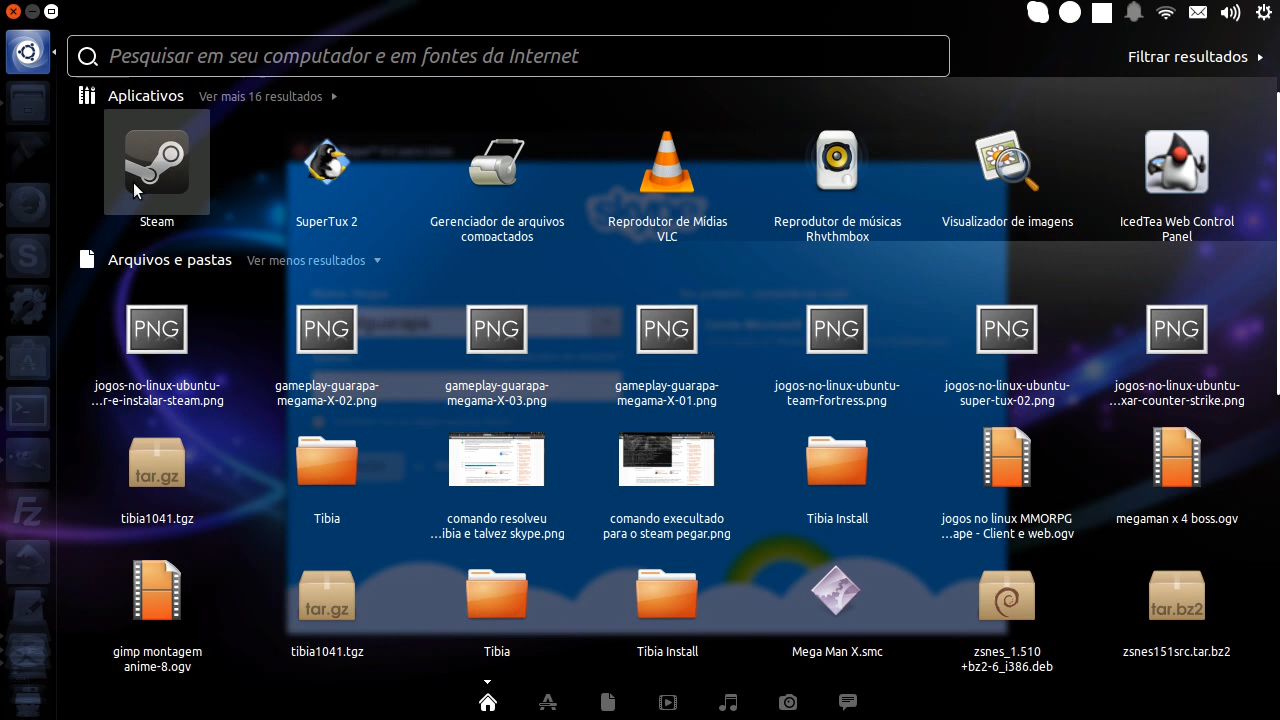 Pesquisar em seu computador e em fontes da Internet
Filtrar resultados
Aplicativos Ver mais 16 resultados
Steam
SuperTux 2
Gerenciador de arquivos
compactados
Reprodutor de Mídias
VLC
Reprodutor de músicas
Rhythmbox
Visualizador de imagens
IcedTea Web Control
Panel
Arquivos e pastas Ver menos resultados
PNG PNG PNG PNG PNG PNG PNG
jogos-no-linux-ubuntu-
...r-e-instalar-steam.png
gameplay-guarapa-
megama-X-02.png
gameplay-guarapa-
megama-X-03.png
gameplay-guarapa-
megama-X-01.png
jogos-no-linux-ubuntu-
team-fortress.png
jogos-no-linux-ubuntu-
super-tux-02.png
jogos-no-linux-ubuntu-
...xar-counter-strike.png
tar.gz
tibia1041.tgz
Tibia
comando resolveu
...ibia e talvez skype.png
comando execultado
para o steam pegar.png
Tibia Install
jogos no linux MMORPG
...ape - Client e web.ogv
megaman x 4 boss.ogv
gimp montagem
anime-8.ogv
tar.gz
tibia1041.tgz
Tibia
Tibia Install
Mega Man X.smc
zsnes_1.510
+bz2-6_i386.deb
tar.bz2
zsnes151src.tar.bz2